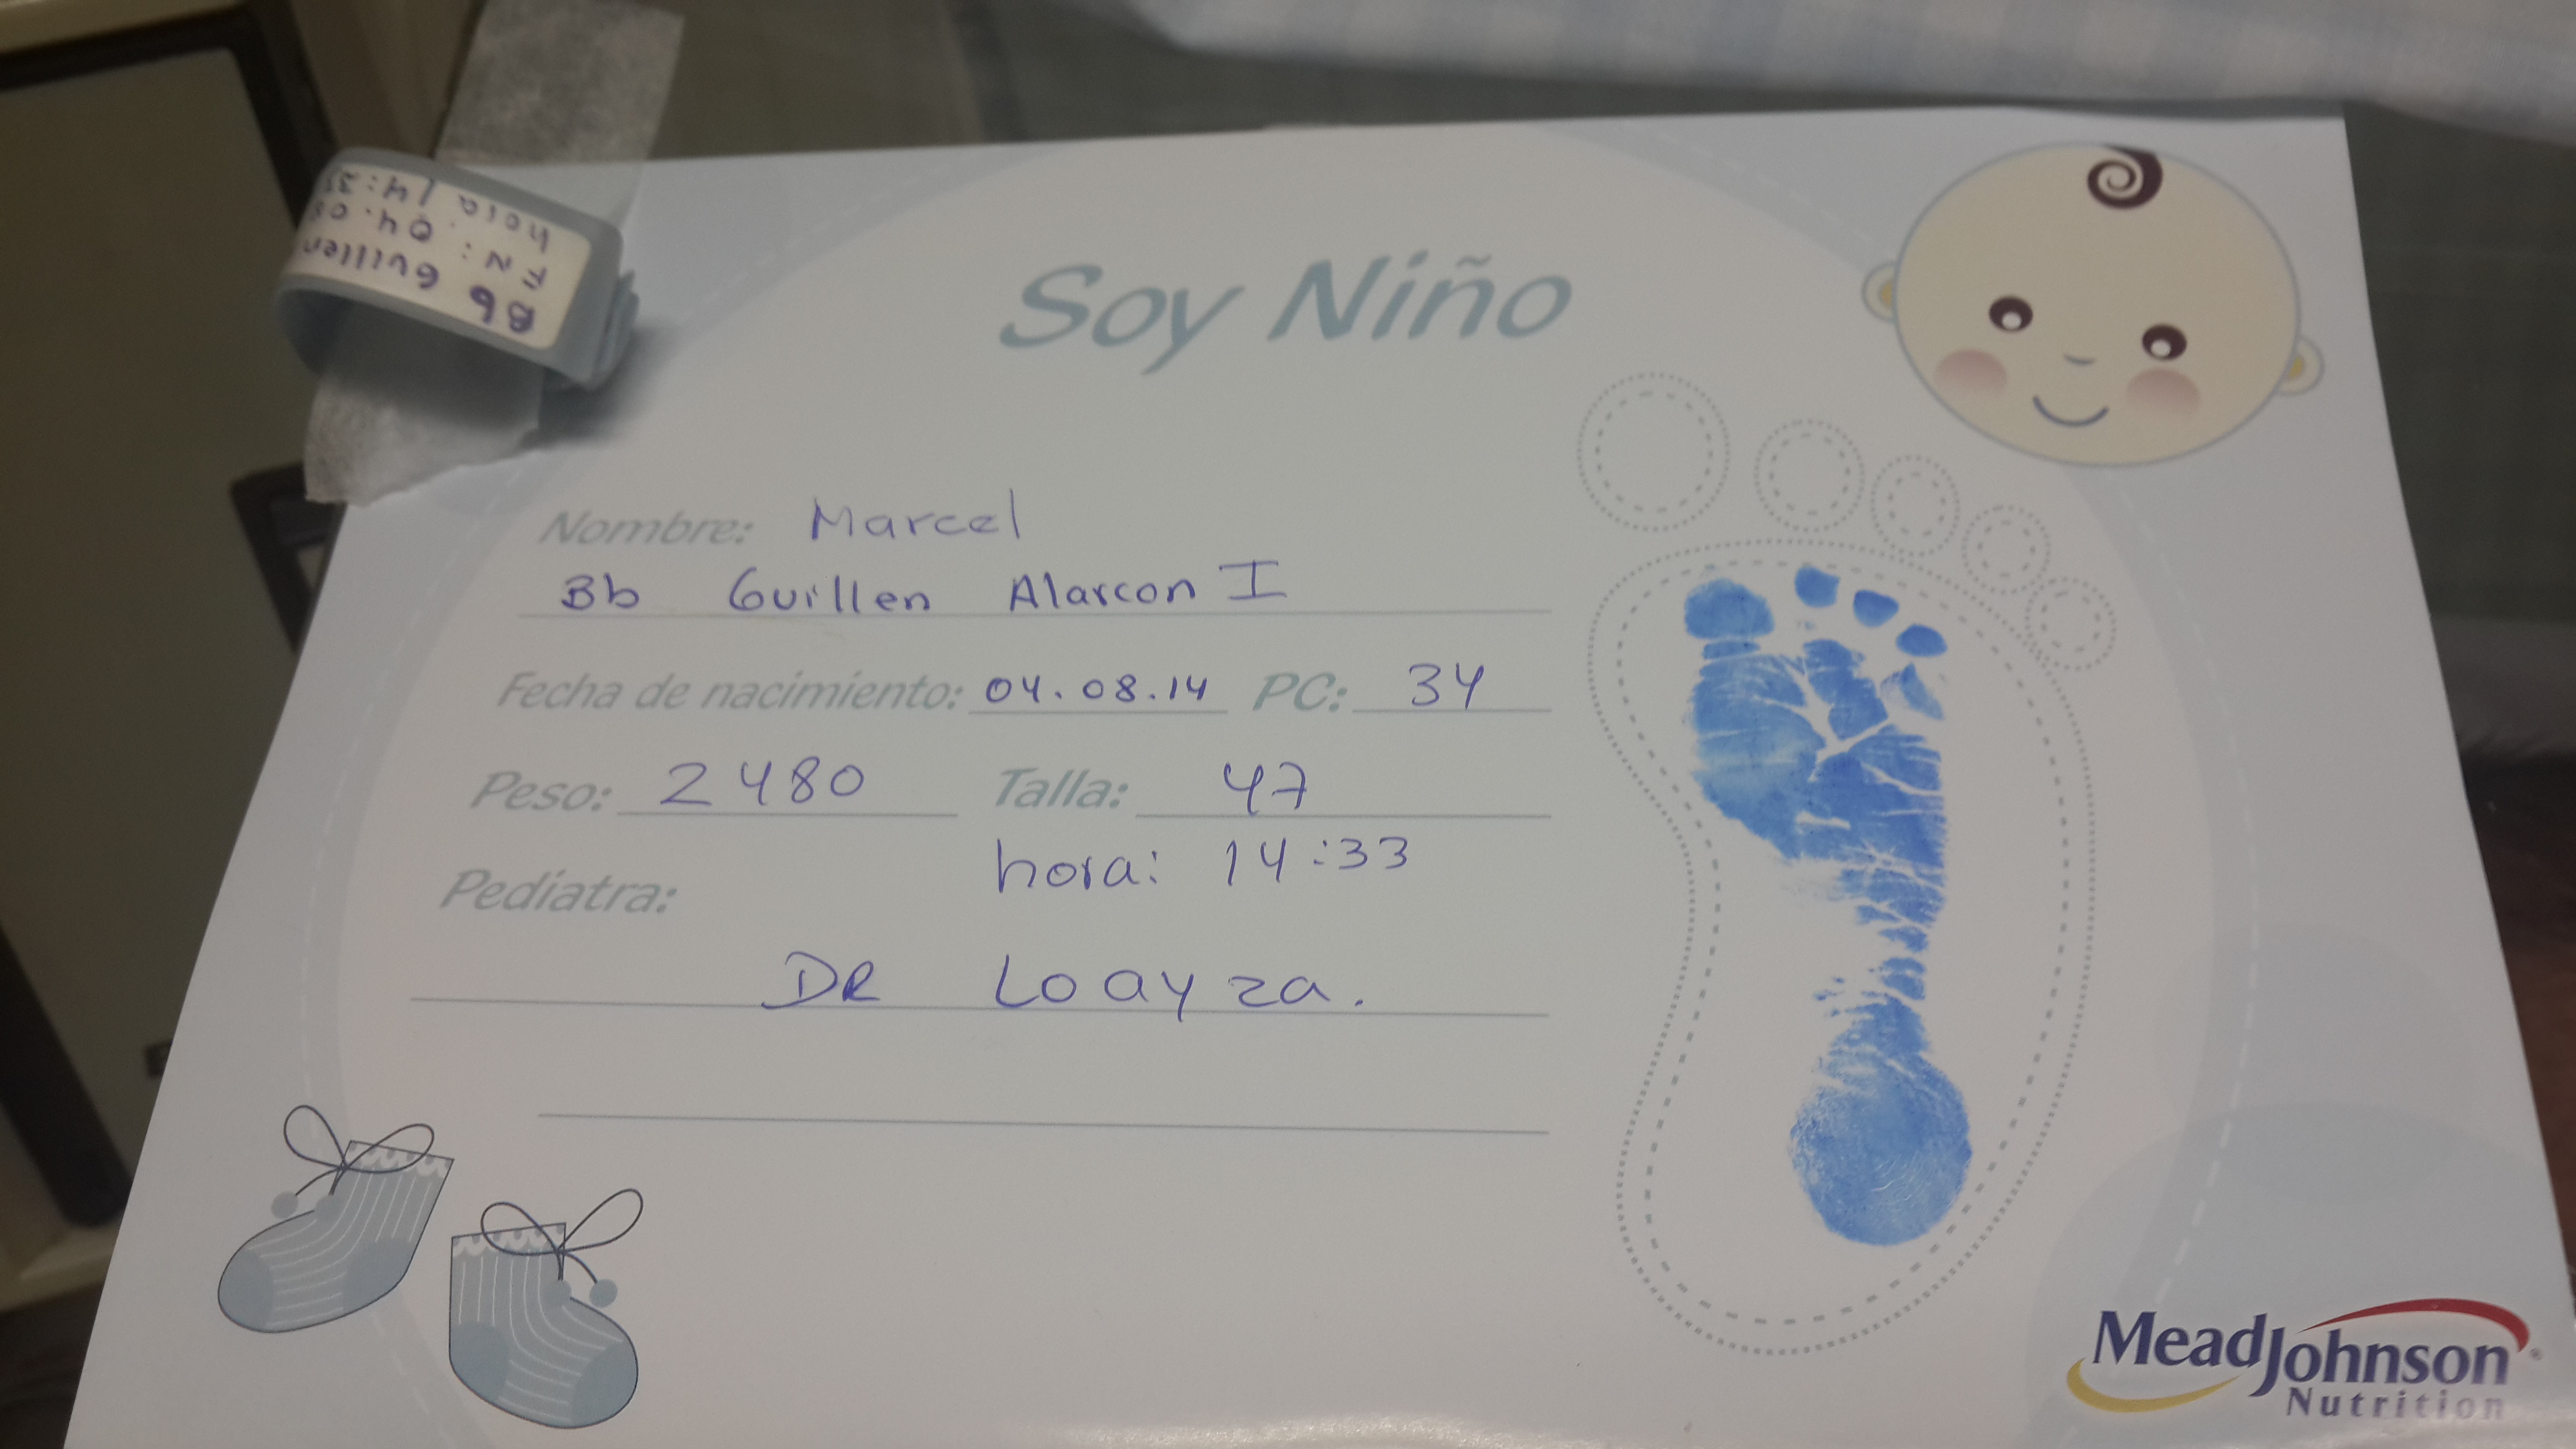 Bb Guillen
FN: 04.08
hora 14:33
Soy Niño
Nombre: Marcel
Bb Guillen Alarcon I
Fecha de nacimiento: 04.08.14 PC: 34
Peso: 2480 Talla: 47
hora: 14:33
Pediatra:
DR Loayza.
MeadJohnson
Nutrition